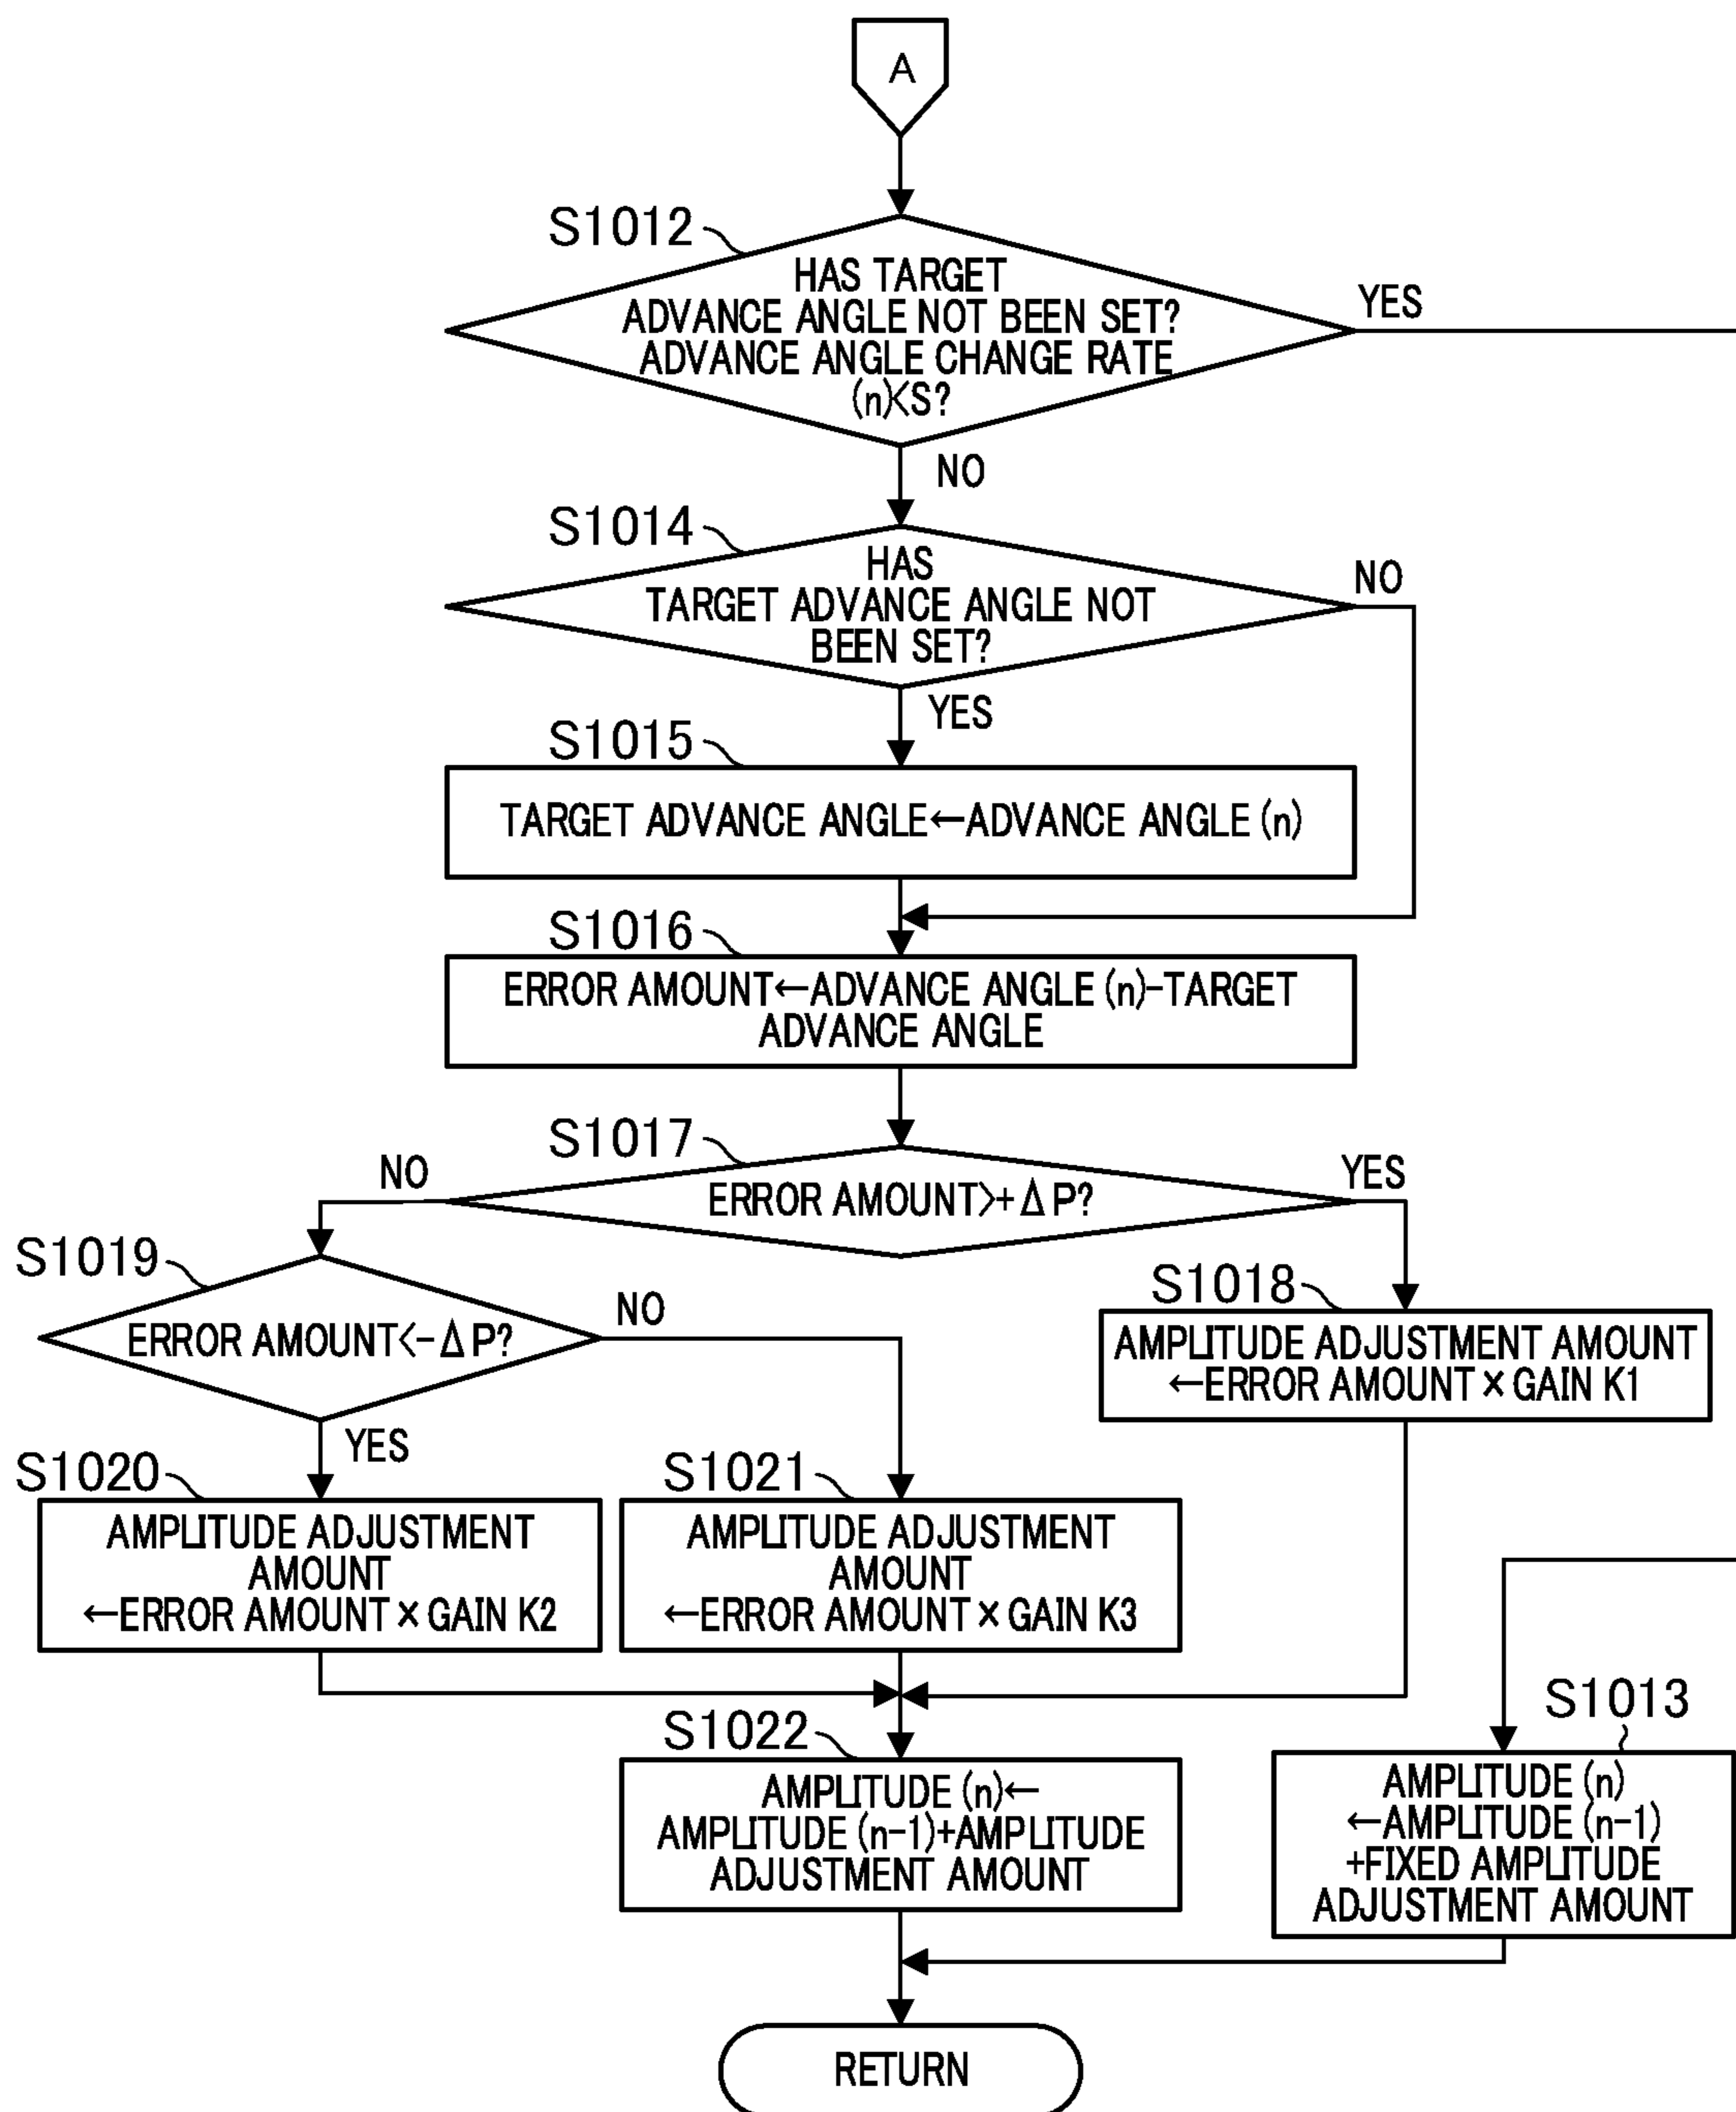 A
S1012
HAS TARGET
ADVANCE ANGLE NOT BEEN SET?
ADVANCE ANGLE CHANGE RATE
(n)<S?
YES
NO
S1014
HAS
TARGET ADVANCE ANGLE NOT
BEEN SET?
NO
YES
S1015
TARGET ADVANCE ANGLE←ADVANCE ANGLE (n)
S1016
ERROR AMOUNT←ADVANCE ANGLE (n)-TARGET
ADVANCE ANGLE
S1017
ERROR AMOUNT>+ΔP?
NO
YES
S1019
ERROR AMOUNT<-ΔP?
NO
YES
S1018
AMPLITUDE ADJUSTMENT AMOUNT
←ERROR AMOUNT × GAIN K1
S1020
AMPLITUDE ADJUSTMENT
AMOUNT
←ERROR AMOUNT × GAIN K2
S1021
AMPLITUDE ADJUSTMENT
AMOUNT
←ERROR AMOUNT × GAIN K3
S1022
AMPLITUDE (n)←
AMPLITUDE (n-1)+AMPLITUDE
ADJUSTMENT AMOUNT
S1013
AMPLITUDE (n)
←AMPLITUDE (n-1)
+FIXED AMPLITUDE
ADJUSTMENT AMOUNT
RETURN